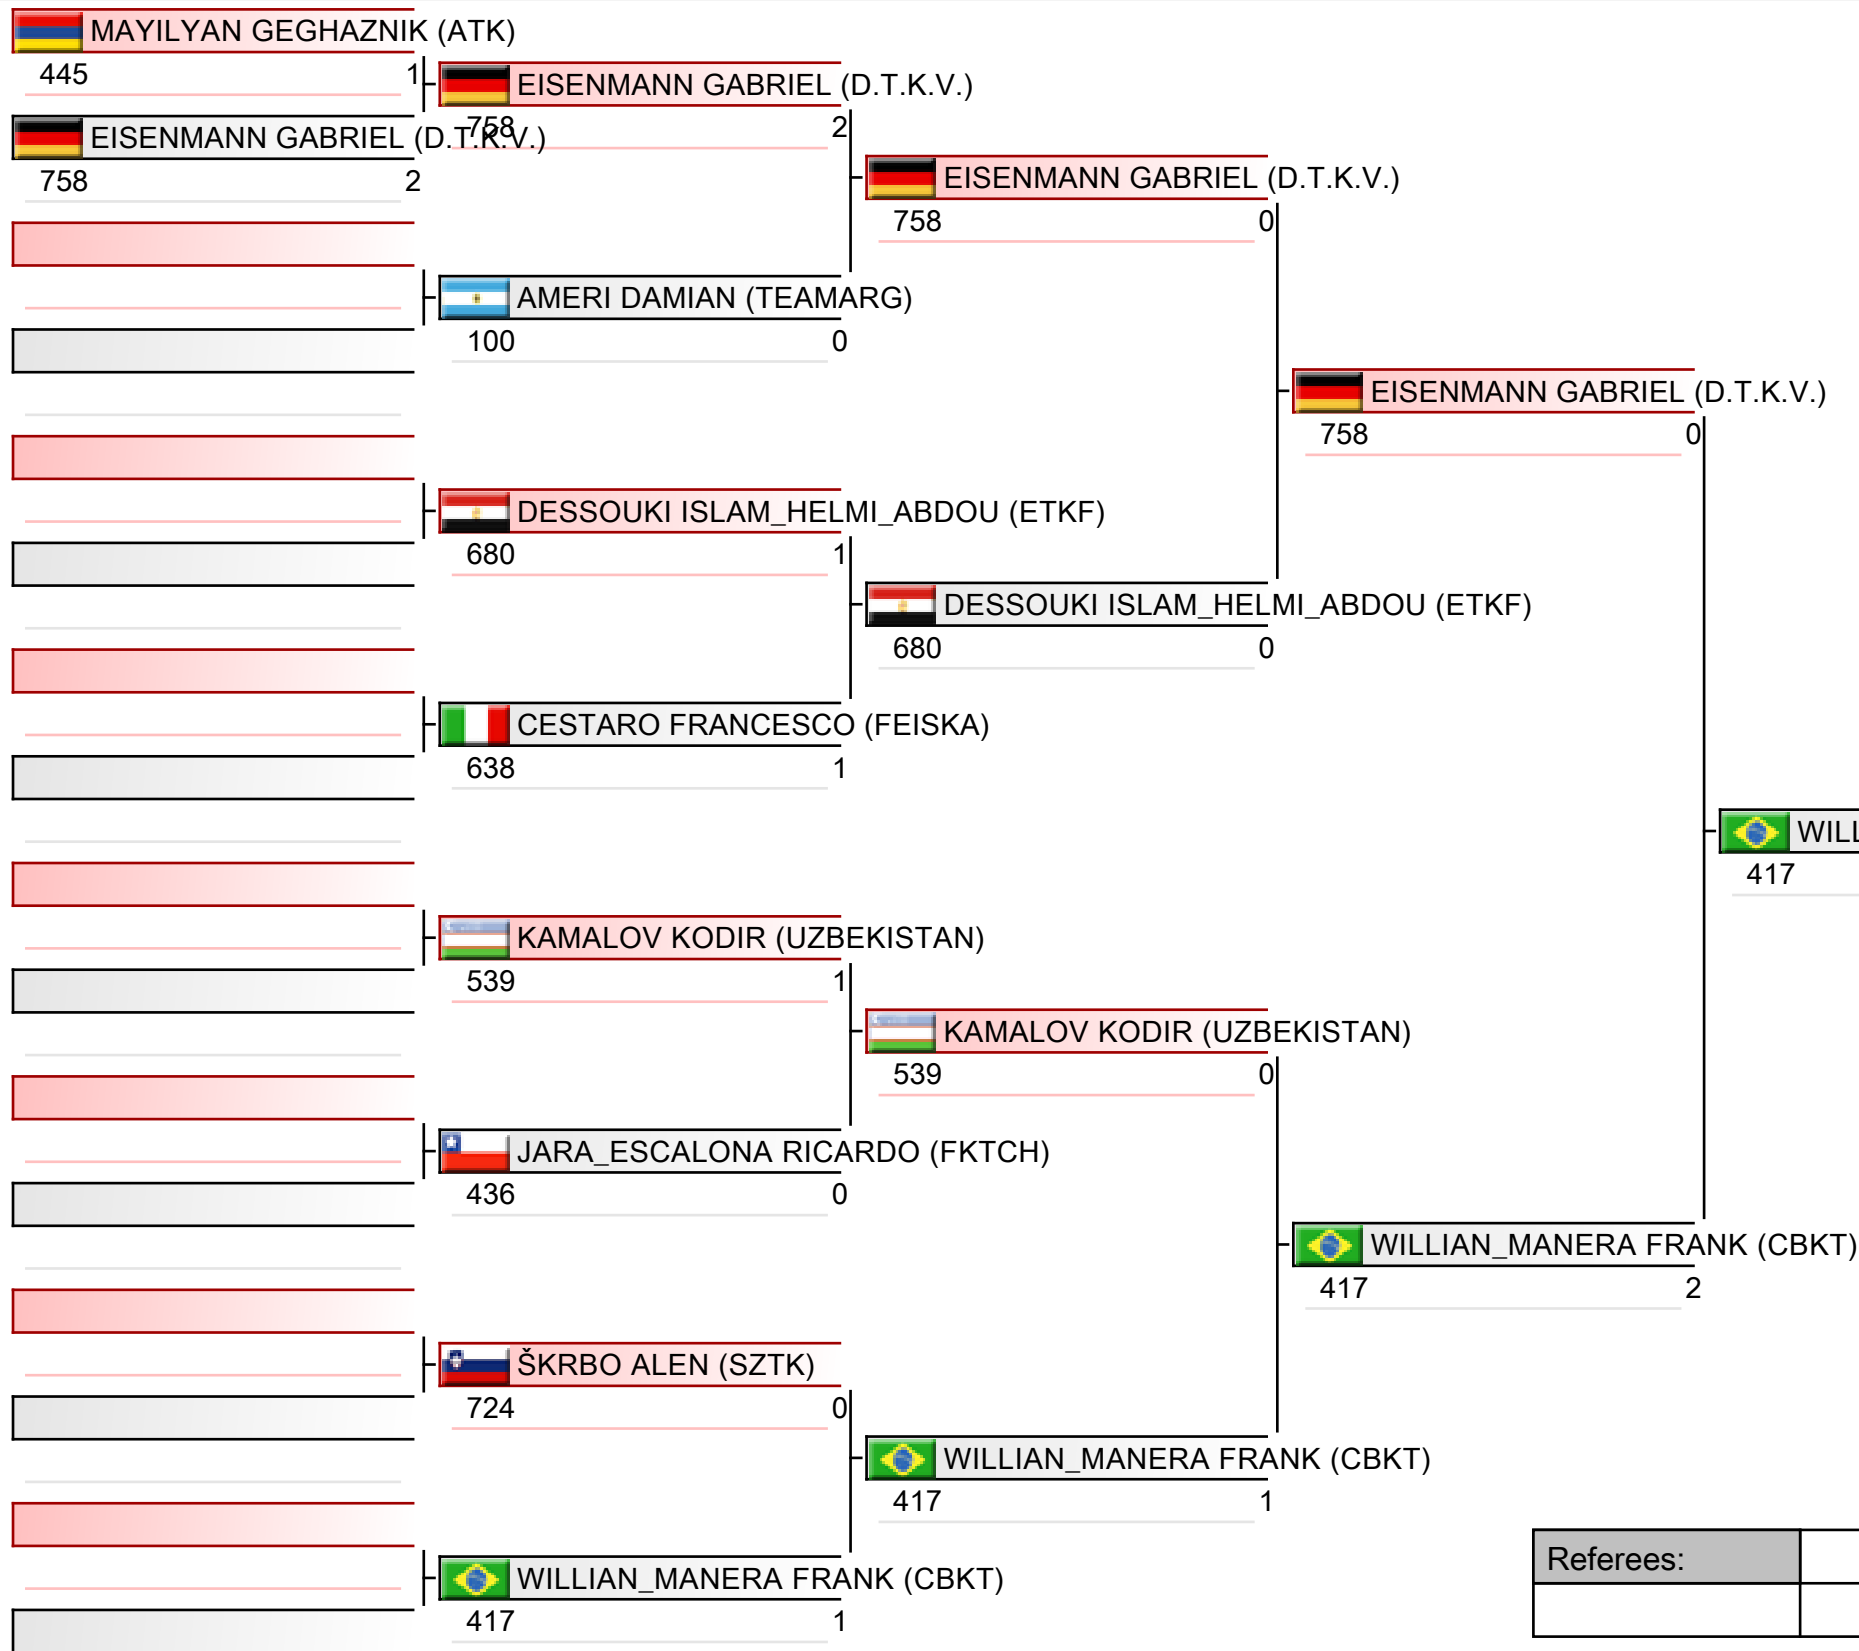 MAYILYAN GEGHAZNIK (ATK)
445 1
EISENMANN GABRIEL (D.T.K.V.)
758 2
EISENMANN GABRIEL (D.T.K.V.)
758 2
AMERI DAMIAN (TEAMARG)
100 0
DESSOUKI ISLAM_HELMI_ABDOU (ETKF)
680 1
CESTARO FRANCESCO (FEISKA)
638 1
KAMALOV KODIR (UZBEKISTAN)
539 1
JARA_ESCALONA RICARDO (FKTCH)
436 0
ŠKRBO ALEN (SZTK)
724 0
WILLIAN_MANERA FRANK (CBKT)
417 1
EISENMANN GABRIEL (D.T.K.V.)
758 0
DESSOUKI ISLAM_HELMI_ABDOU (ETKF)
680 0
KAMALOV KODIR (UZBEKISTAN)
539 0
WILLIAN_MANERA FRANK (CBKT)
417 1
EISENMANN GABRIEL (D.T.K.V.)
758 0
WILLIAN_MANERA FRANK (CBKT)
417 2
WILL
417
Referees: